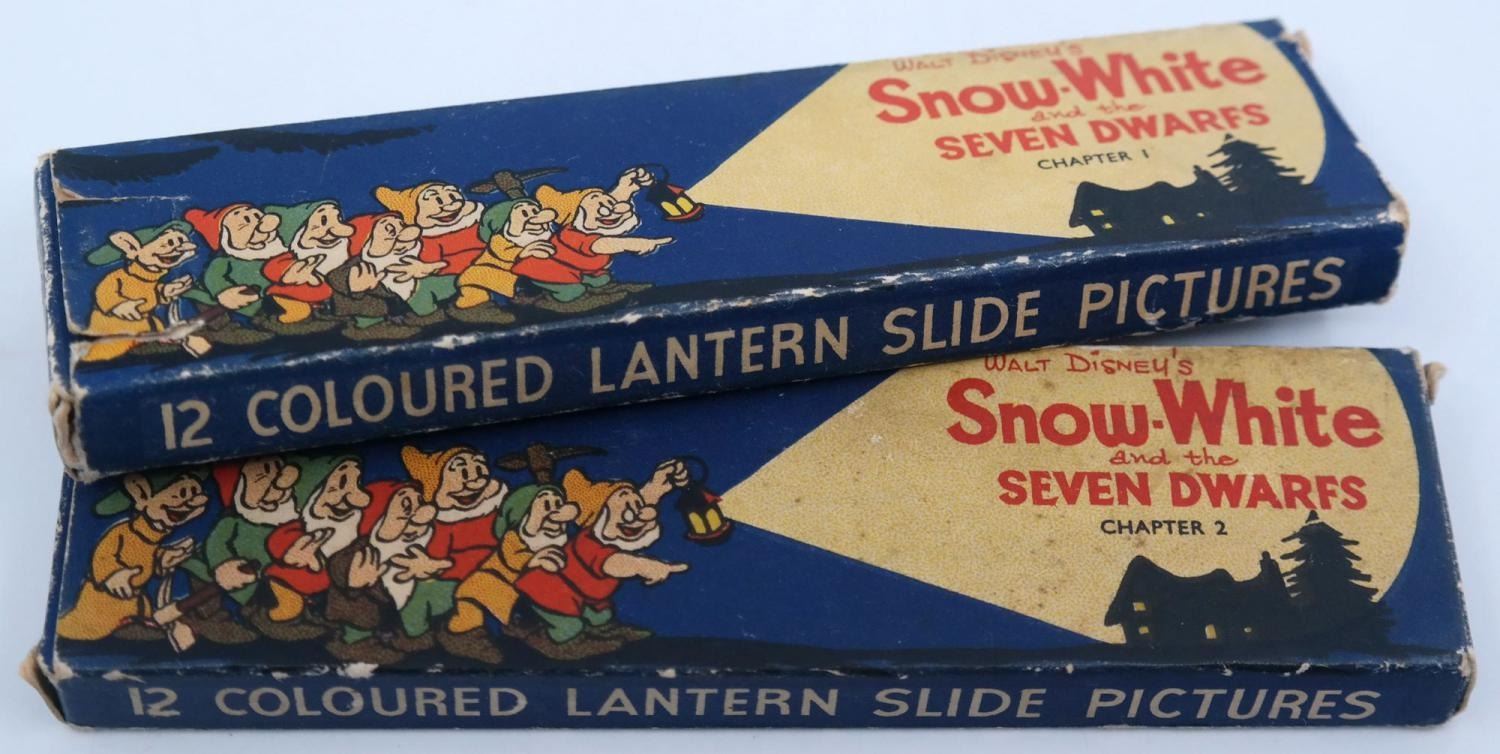 WALT DISNEY'S
Snow-White
and the
SEVEN DWARFS
CHAPTER 1
12 COLOURED LANTERN SLIDE PICTURES
WALT DISNEY'S
Snow-White
and the
SEVEN DWARFS
CHAPTER 2
12 COLOURED LANTERN SLIDE PICTURES